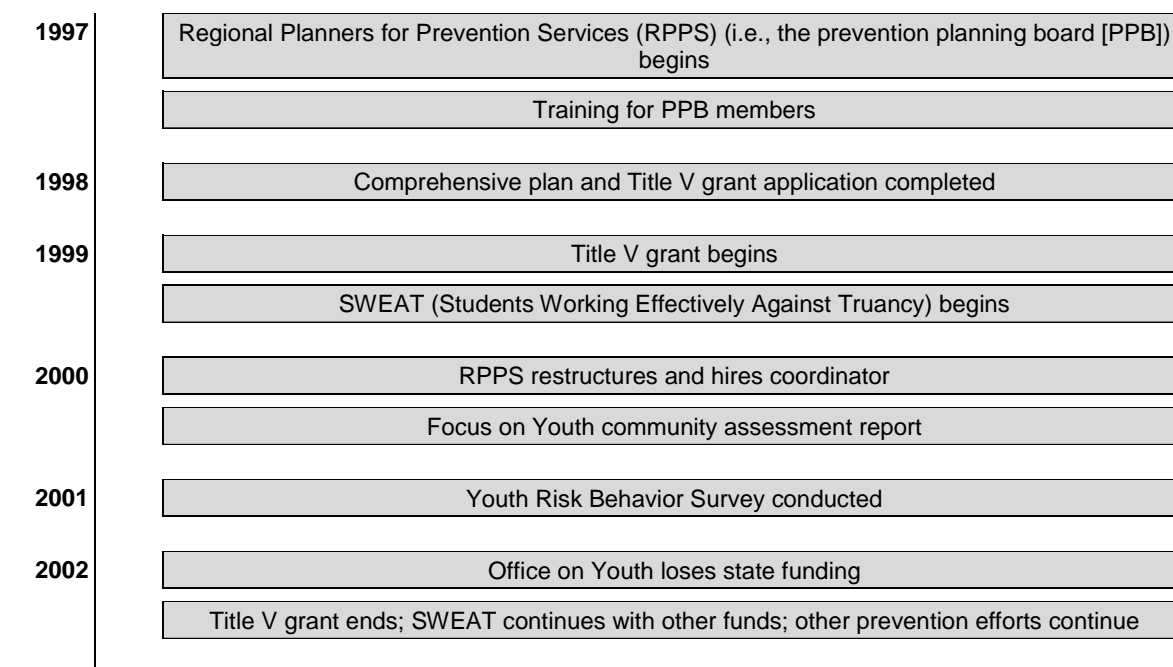 1997
Regional Planners for Prevention Services (RPPS) (i.e., the prevention planning board [PPB])
begins
Training for PPB members
1998
Comprehensive plan and Title V grant application completed
1999
Title V grant begins
SWEAT (Students Working Effectively Against Truancy) begins
2000
RPPS restructures and hires coordinator
Focus on Youth community assessment report
2001
Youth Risk Behavior Survey conducted
2002
Office on Youth loses state funding
Title V grant ends; SWEAT continues with other funds; other prevention efforts continue